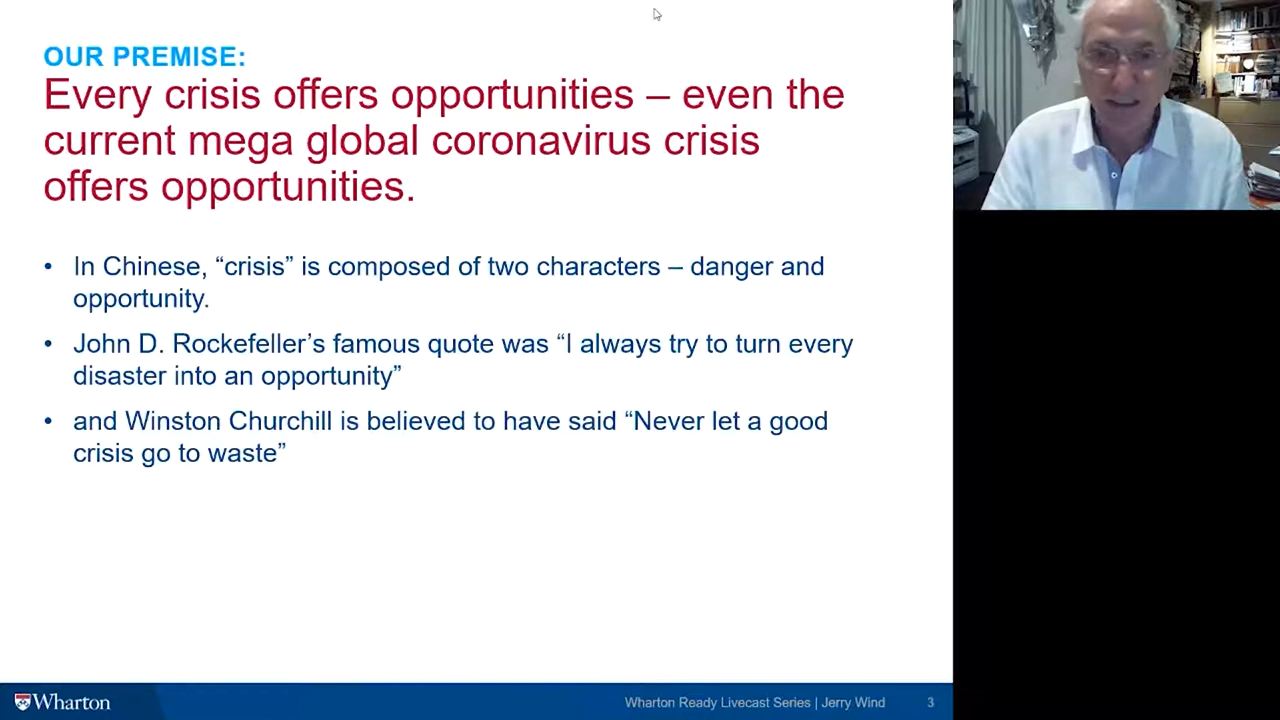 OUR PREMISE:
Every crisis offers opportunities – even the
current mega global coronavirus crisis
offers opportunities.
• In Chinese, “crisis” is composed of two characters – danger and
opportunity.
• John D. Rockefeller’s famous quote was “I always try to turn every
disaster into an opportunity”
• and Winston Churchill is believed to have said “Never let a good
crisis go to waste”
Wharton
Wharton Ready Livecast Series | Jerry Wind 3